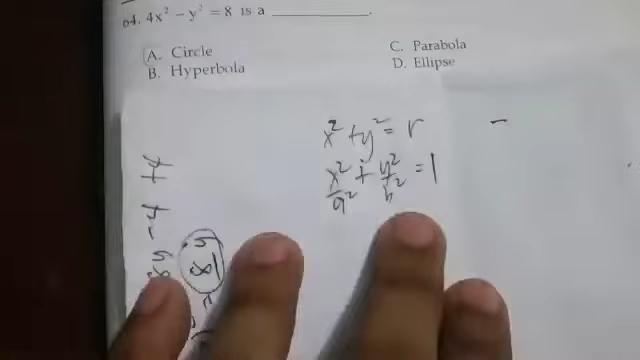 64. 4x² − y² = 8 is a ____________.
A. Circle
B. Hyperbola
C. Parabola
D. Ellipse
x² + y² = r
x²/a² + y²/b² = 1